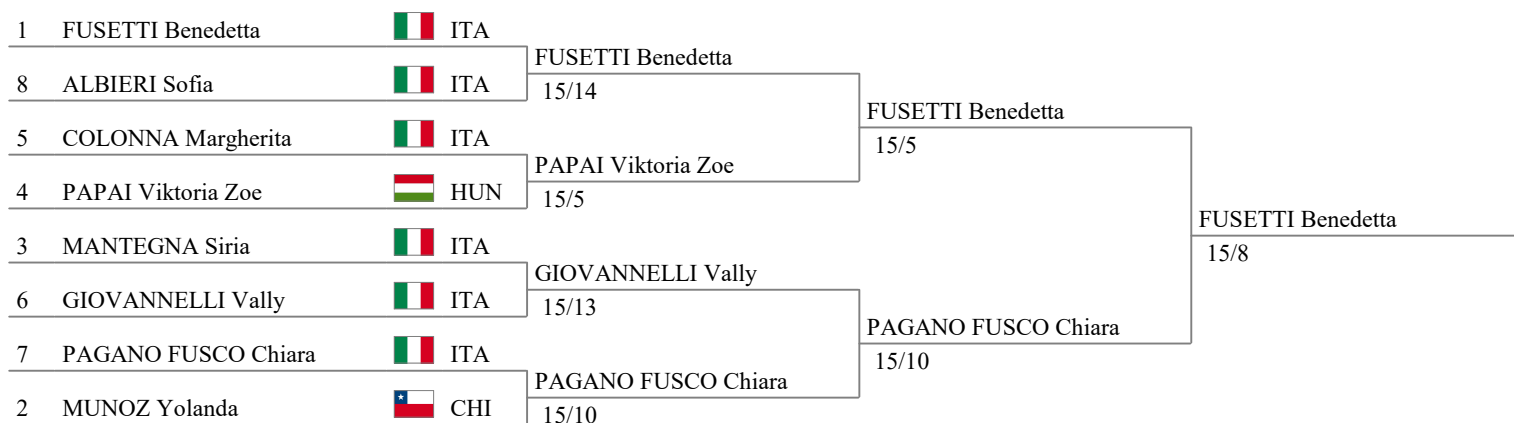 1 FUSETTI Benedetta ITA
8 ALBIERI Sofia ITA
5 COLONNA Margherita ITA
4 PAPAI Viktoria Zoe HUN
3 MANTEGNA Siria ITA
6 GIOVANNELLI Vally ITA
7 PAGANO FUSCO Chiara ITA
2 MUNOZ Yolanda CHI
FUSETTI Benedetta
15/14
PAPAI Viktoria Zoe
15/5
GIOVANNELLI Vally
15/13
PAGANO FUSCO Chiara
15/10
FUSETTI Benedetta
15/5
PAGANO FUSCO Chiara
15/10
FUSETTI Benedetta
15/8